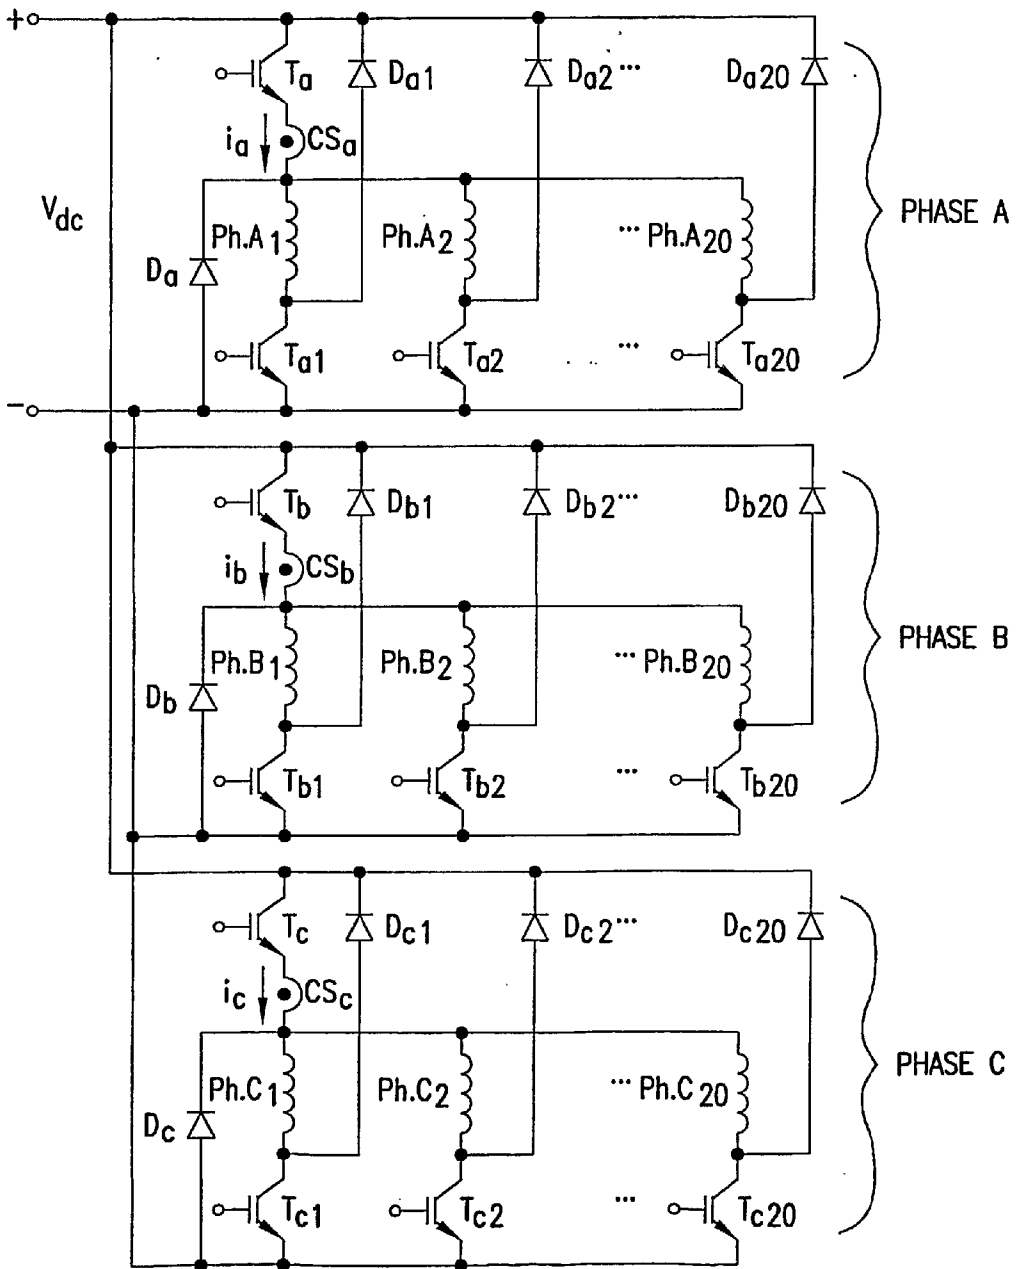 +
Ta Da1 Da2 ... Da20
ia CSa
Vdc
Ph.A1 Ph.A2 ... Ph.A20
PHASE A
Da
Ta1 Ta2 ... Ta20
-
Tb Db1 Db2 ... Db20
ib CSb
Ph.B1 Ph.B2 ... Ph.B20
PHASE B
Db
Tb1 Tb2 ... Tb20
Tc Dc1 Dc2 ... Dc20
ic CSc
Ph.C1 Ph.C2 ... Ph.C20
PHASE C
Dc
Tc1 Tc2 ... Tc20